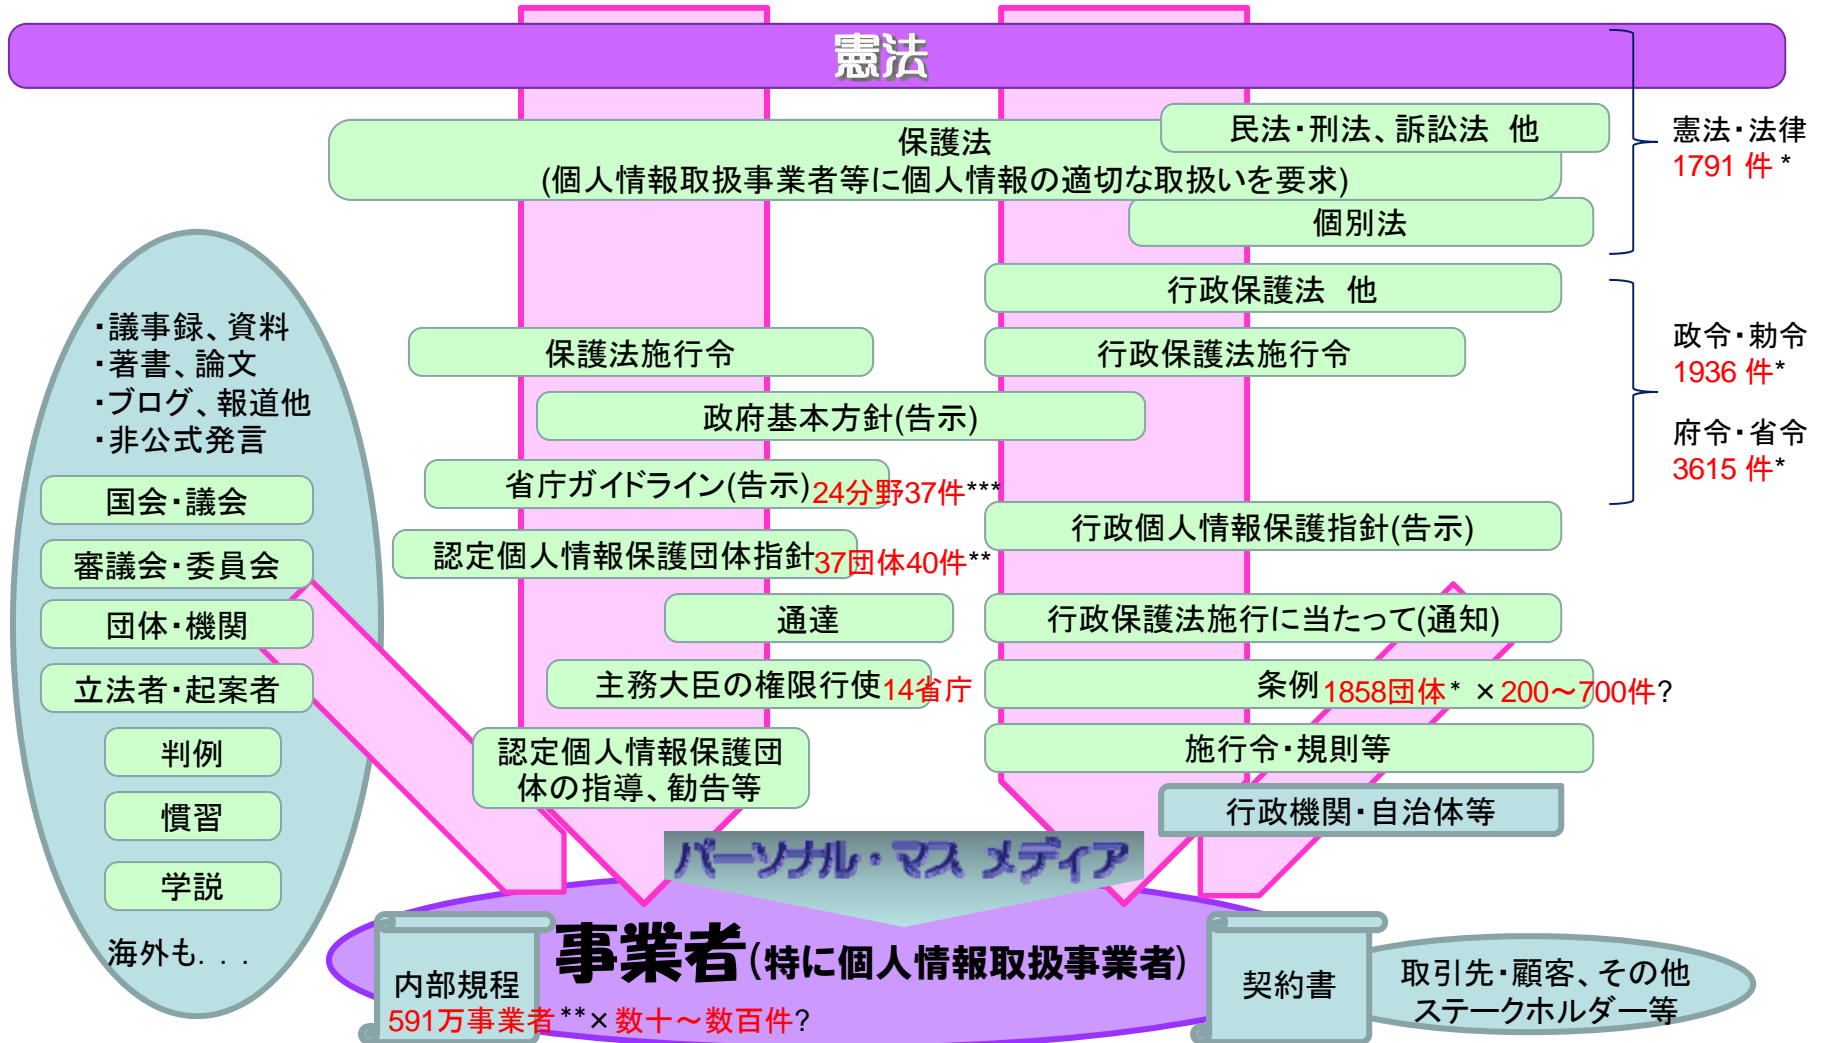 憲法
民法・刑法、訴訟法 他
保護法
(個人情報取扱事業者等に個人情報の適切な取扱いを要求)
個別法
憲法・法律
1791 件 *
行政保護法 他
保護法施行令
行政保護法施行令
政令・勅令
1936 件*
政府基本方針(告示)
府令・省令
3615 件*
省庁ガイドライン(告示)24分野37件***
行政個人情報保護指針(告示)
認定個人情報保護団体指針37団体40件**
通達
行政保護法施行に当たって(通知)
主務大臣の権限行使14省庁
条例1858団体* ×200～700件?
認定個人情報保護団
体の指導、勧告等
施行令・規則等
行政機関・自治体等
・議事録、資料
・著書、論文
・ブログ、報道他
・非公式発言
国会・議会
審議会・委員会
団体・機関
立法者・起案者
判例
慣習
学説
海外も．．．
パーソナル・マス メディア
事業者(特に個人情報取扱事業者)
内部規程
591万事業者**×数十～数百件?
契約書
取引先・顧客、その他
ステークホルダー等